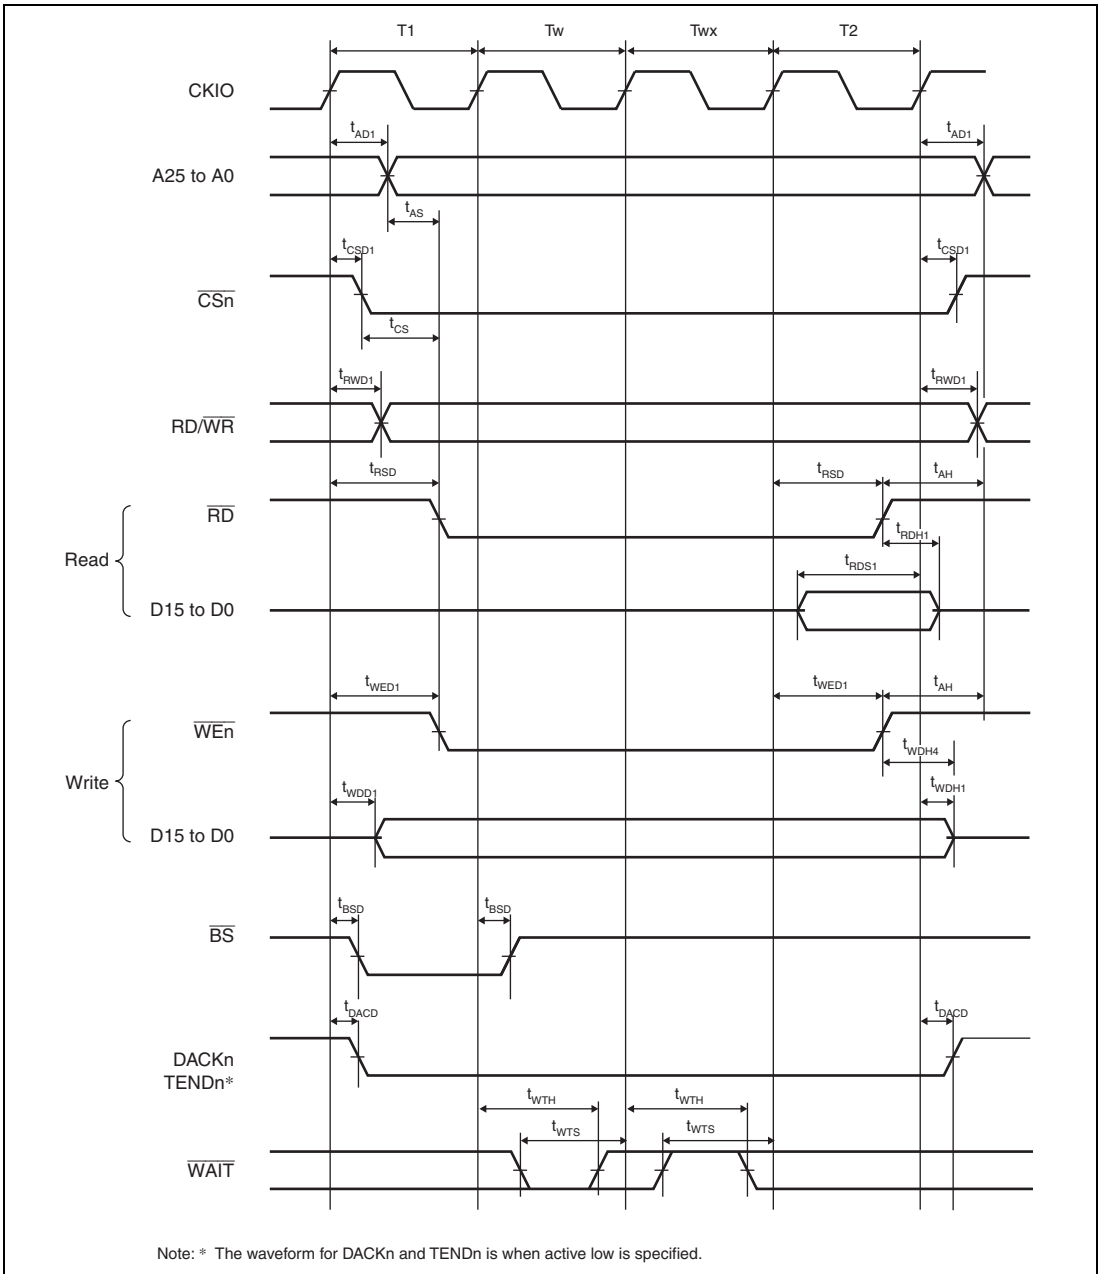 T1 Tw Twx T2
CKIO
tAD1 tAD1
A25 to A0
tAS
tCSD1 tCSD1
CSn
tCS
tRWD1 tRWD1
RD/WR
tRSD tRSD tAH
RD
tRDH1
Read
tRDS1
D15 to D0
tWED1 tWED1 tAH
WEn
tWDH4
Write
tWDD1 tWDH1
D15 to D0
tBSD tBSD
BS
tDACD tDACD
DACKn
TENDn*
tWTH tWTH
tWTS tWTS
WAIT
Note: * The waveform for DACKn and TENDn is when active low is specified.